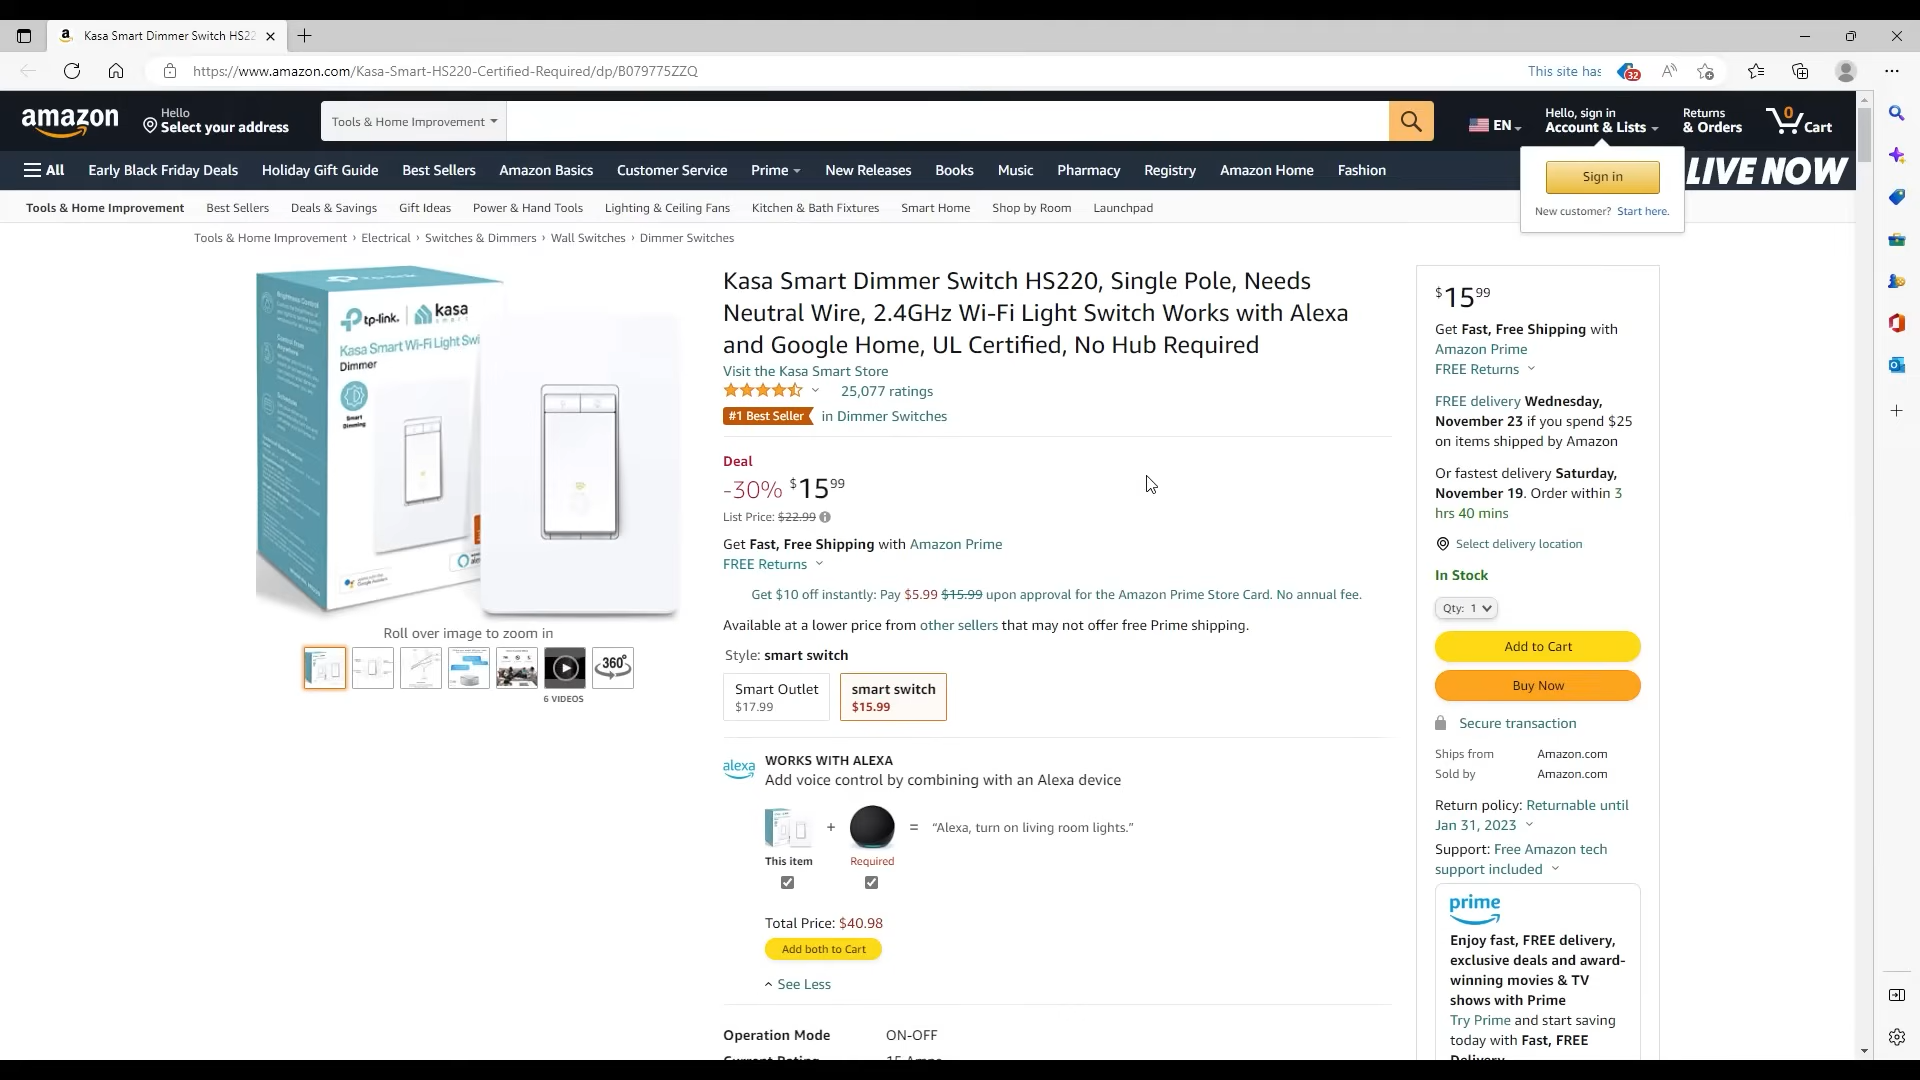 Kasa Smart Dimmer Switch HS22
https://www.amazon.com/Kasa-Smart-HS220-Certified-Required/dp/B079775ZZQ
This site has
32
amazon
Hello
Select your address
Tools & Home Improvement
EN
Hello, sign in
Account & Lists
Returns
& Orders
0
Cart
All
Early Black Friday Deals
Holiday Gift Guide
Best Sellers
Amazon Basics
Customer Service
Prime
New Releases
Books
Music
Pharmacy
Registry
Amazon Home
Fashion
LIVE NOW
Sign in
New customer? Start here.
Tools & Home Improvement
Best Sellers
Deals & Savings
Gift Ideas
Power & Hand Tools
Lighting & Ceiling Fans
Kitchen & Bath Fixtures
Smart Home
Shop by Room
Launchpad
Tools & Home Improvement › Electrical › Switches & Dimmers › Wall Switches › Dimmer Switches
tp-link
kasa
smart
Kasa Smart Wi-Fi Light Swi
Dimmer
Smart
Dimming
Roll over image to zoom in
360°
6 VIDEOS
Kasa Smart Dimmer Switch HS220, Single Pole, Needs
Neutral Wire, 2.4GHz Wi-Fi Light Switch Works with Alexa
and Google Home, UL Certified, No Hub Required
Visit the Kasa Smart Store
25,077 ratings
#1 Best Seller in Dimmer Switches
Deal
-30% $15 99
List Price: $22.99
Get Fast, Free Shipping with Amazon Prime
FREE Returns
Get $10 off instantly: Pay $5.99 $15.99 upon approval for the Amazon Prime Store Card. No annual fee.
Available at a lower price from other sellers that may not offer free Prime shipping.
Style: smart switch
Smart Outlet
$17.99
smart switch
$15.99
alexa
WORKS WITH ALEXA
Add voice control by combining with an Alexa device
+
=
“Alexa, turn on living room lights.”
This item
Required
Total Price: $40.98
Add both to Cart
See Less
Operation Mode ON-OFF
Current Rating 15 Amps
$15 99
Get Fast, Free Shipping with
Amazon Prime
FREE Returns
FREE delivery Wednesday,
November 23 if you spend $25
on items shipped by Amazon
Or fastest delivery Saturday,
November 19. Order within 3
hrs 40 mins
Select delivery location
In Stock
Qty: 1
Add to Cart
Buy Now
Secure transaction
Ships from Amazon.com
Sold by Amazon.com
Return policy: Returnable until
Jan 31, 2023
Support: Free Amazon tech
support included
prime
Enjoy fast, FREE delivery,
exclusive deals and award-
winning movies & TV
shows with Prime
Try Prime and start saving
today with Fast, FREE
Delivery